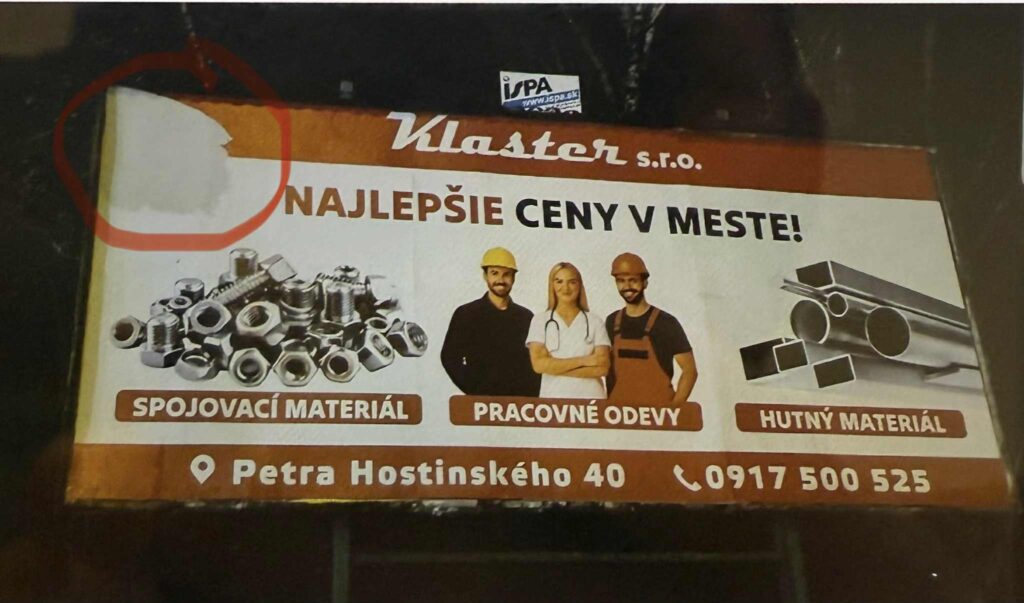 iSPA
www.ispa.sk
Klaster s.r.o.
NAJLEPŠIE CENY V MESTE!
SPOJOVACÍ MATERIÁL
PRACOVNÉ ODEVY
HUTNÝ MATERIÁL
Petra Hostinského 40
0917 500 525